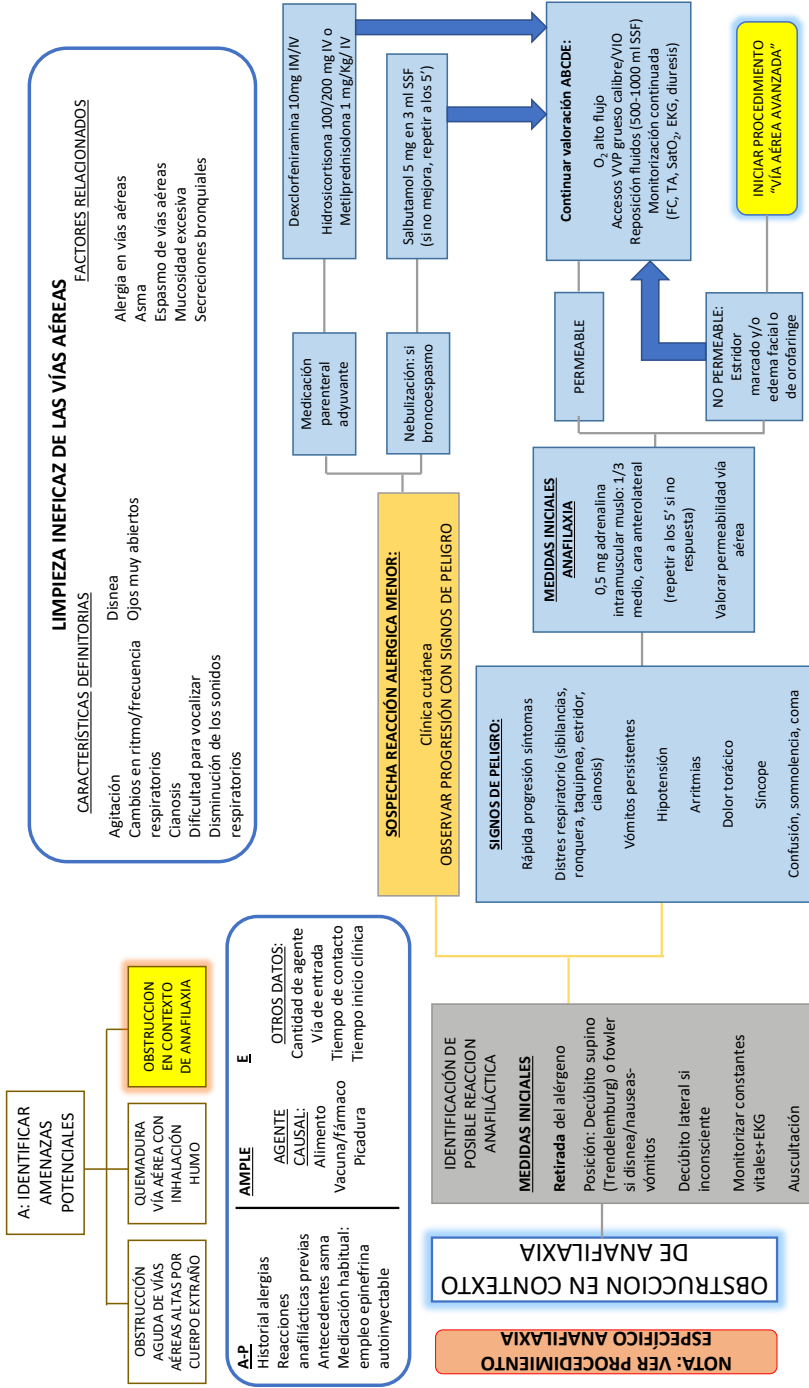 A: IDENTIFICAR
AMENAZAS
POTENCIALES
OBSTRUCCIÓN
AGUDA DE VÍAS
AÉREAS ALTAS POR
CUERPO EXTRAÑO
QUEMADURA
VÍA AÉREA CON
INHALACIÓN
HUMO
OBSTRUCCION
EN CONTEXTO
DE ANAFILAXIA
LIMPIEZA INEFICAZ DE LAS VÍAS AÉREAS
CARACTERÍSTICAS DEFINITORIAS
Agitación
Cambios en ritmo/frecuencia
respiratorios
Cianosis
Dificultad para vocalizar
Disminución de los sonidos
respiratorios
Disnea
Ojos muy abiertos
FACTORES RELACIONADOS
Alergia en vías aéreas
Asma
Espasmo de vías aéreas
Mucosidad excesiva
Secreciones bronquiales
A-P
Historial alergias
Reacciones
anafilácticas previas
Antecedentes asma
Medicación habitual:
empleo epinefrina
autoinyectable
AMPLE
AGENTE
CAUSAL:
Alimento
Vacuna/fármaco
Picadura
E
OTROS DATOS:
Cantidad de agente
Vía de entrada
Tiempo de contacto
Tiempo inicio clínica
NOTA: VER PROCEDIMIENTO
ESPECÍFICO ANAFILAXIA
OBSTRUCCION EN CONTEXTO
DE ANAFILAXIA
IDENTIFICACIÓN DE
POSIBLE REACCION
ANAFILÁCTICA
MEDIDAS INICIALES
Retirada del alérgeno
Posición: Decúbito supino
(Trendelemburg) o fowler
si disnea/nauseas-
vómitos
Decúbito lateral si
inconsciente
Monitorizar constantes
vitales+EKG
Auscultación
SOSPECHA REACCIÓN ALERGICA MENOR:
Clínica cutánea
OBSERVAR PROGRESIÓN CON SIGNOS DE PELIGRO
Medicación
parenteral
adyuvante
Dexclorfeniramina 10mg IM/IV
Hidrosicortisona 100/200 mg IV o
Metilprednisolona 1 mg/Kg/ IV
Nebulización: si
broncoespasmo
Salbutamol 5 mg en 3 ml SSF
(si no mejora, repetir a los 5’)
SIGNOS DE PELIGRO:
Rápida progresión síntomas
Distres respiratorio (sibilancias,
ronquera, taquipnea, estridor,
cianosis)
Vómitos persistentes
Hipotensión
Arritmias
Dolor torácico
Síncope
Confusión, somnolencia, coma
MEDIDAS INICIALES
ANAFILAXIA
0,5 mg adrenalina
intramuscular muslo: 1/3
medio, cara anterolateral
(repetir a los 5’ si no
respuesta)
Valorar permeabilidad vía
aérea
PERMEABLE
NO PERMEABLE:
Estridor
marcado y/o
edema facial o
de orofaringe
Continuar valoración ABCDE:
O2 alto flujo
Accesos VVP grueso calibre/VIO
Reposición fluidos (500-1000 ml SSF)
Monitorización continuada
(FC, TA, SatO2, EKG, diuresis)
INICIAR PROCEDIMIENTO
“VÍA AÉREA AVANZADA”